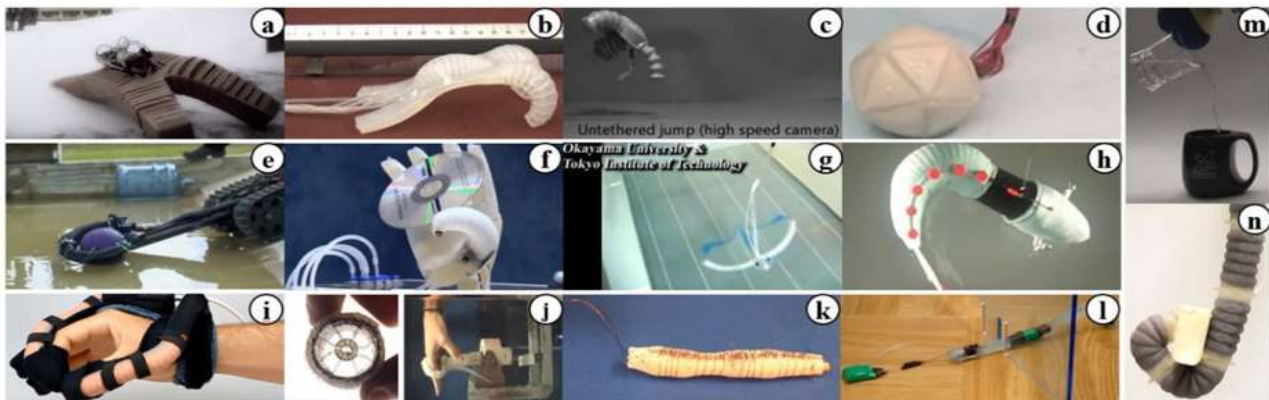 a
b
c
d
m
Untethered jump (high speed camera)
Okayama University &
Tokyo Institute of Technology
e
f
g
h
n
i
j
k
l